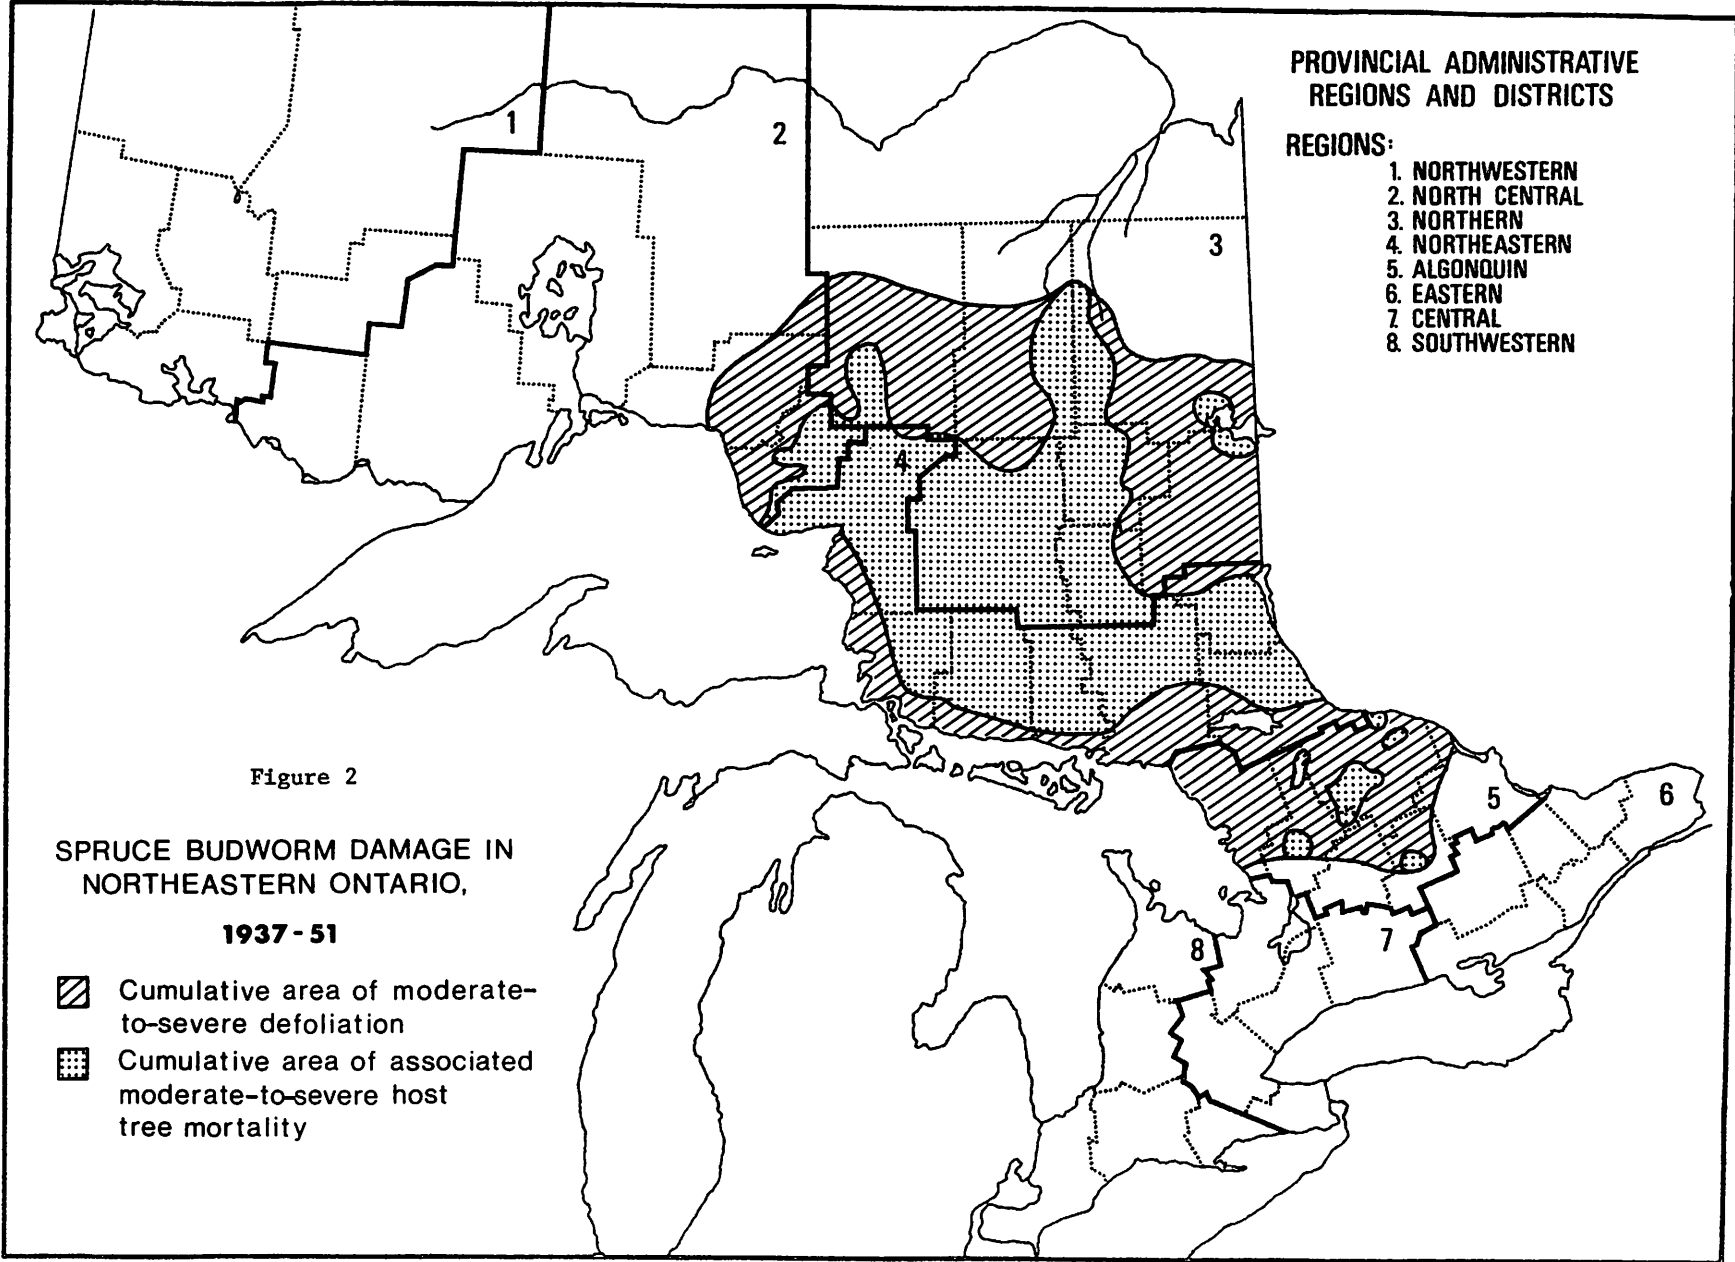 PROVINCIAL ADMINISTRATIVE
REGIONS AND DISTRICTS
REGIONS:
1. NORTHWESTERN
2. NORTH CENTRAL
3. NORTHERN
4. NORTHEASTERN
5. ALGONQUIN
6. EASTERN
7. CENTRAL
8. SOUTHWESTERN
1
2
3
4
5
6
7
8
Figure 2
SPRUCE BUDWORM DAMAGE IN
NORTHEASTERN ONTARIO,
1937-51
Cumulative area of moderate-
to-severe defoliation
Cumulative area of associated
moderate-to-severe host
tree mortality